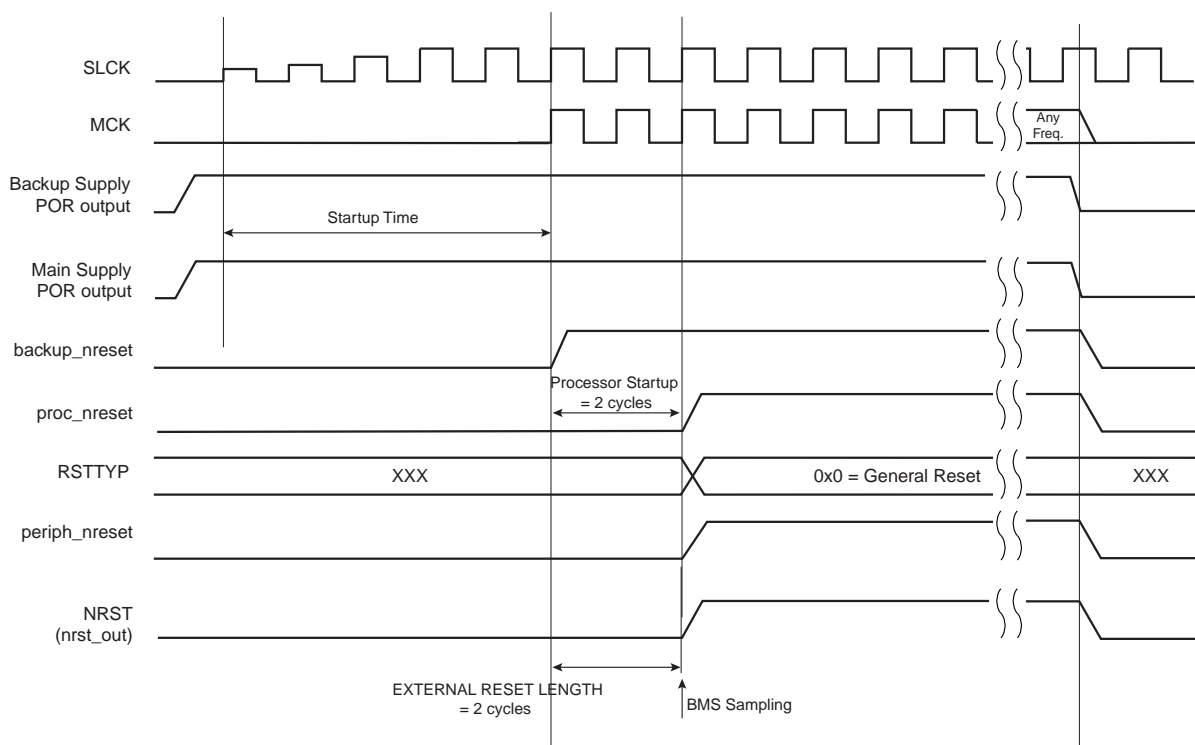 SLCK
MCK
Any
Freq.
Backup Supply
POR output
Startup Time
Main Supply
POR output
backup_nreset
Processor Startup
= 2 cycles
proc_nreset
RSTTYP
XXX
0x0 = General Reset
XXX
periph_nreset
NRST
(nrst_out)
EXTERNAL RESET LENGTH
= 2 cycles
BMS Sampling